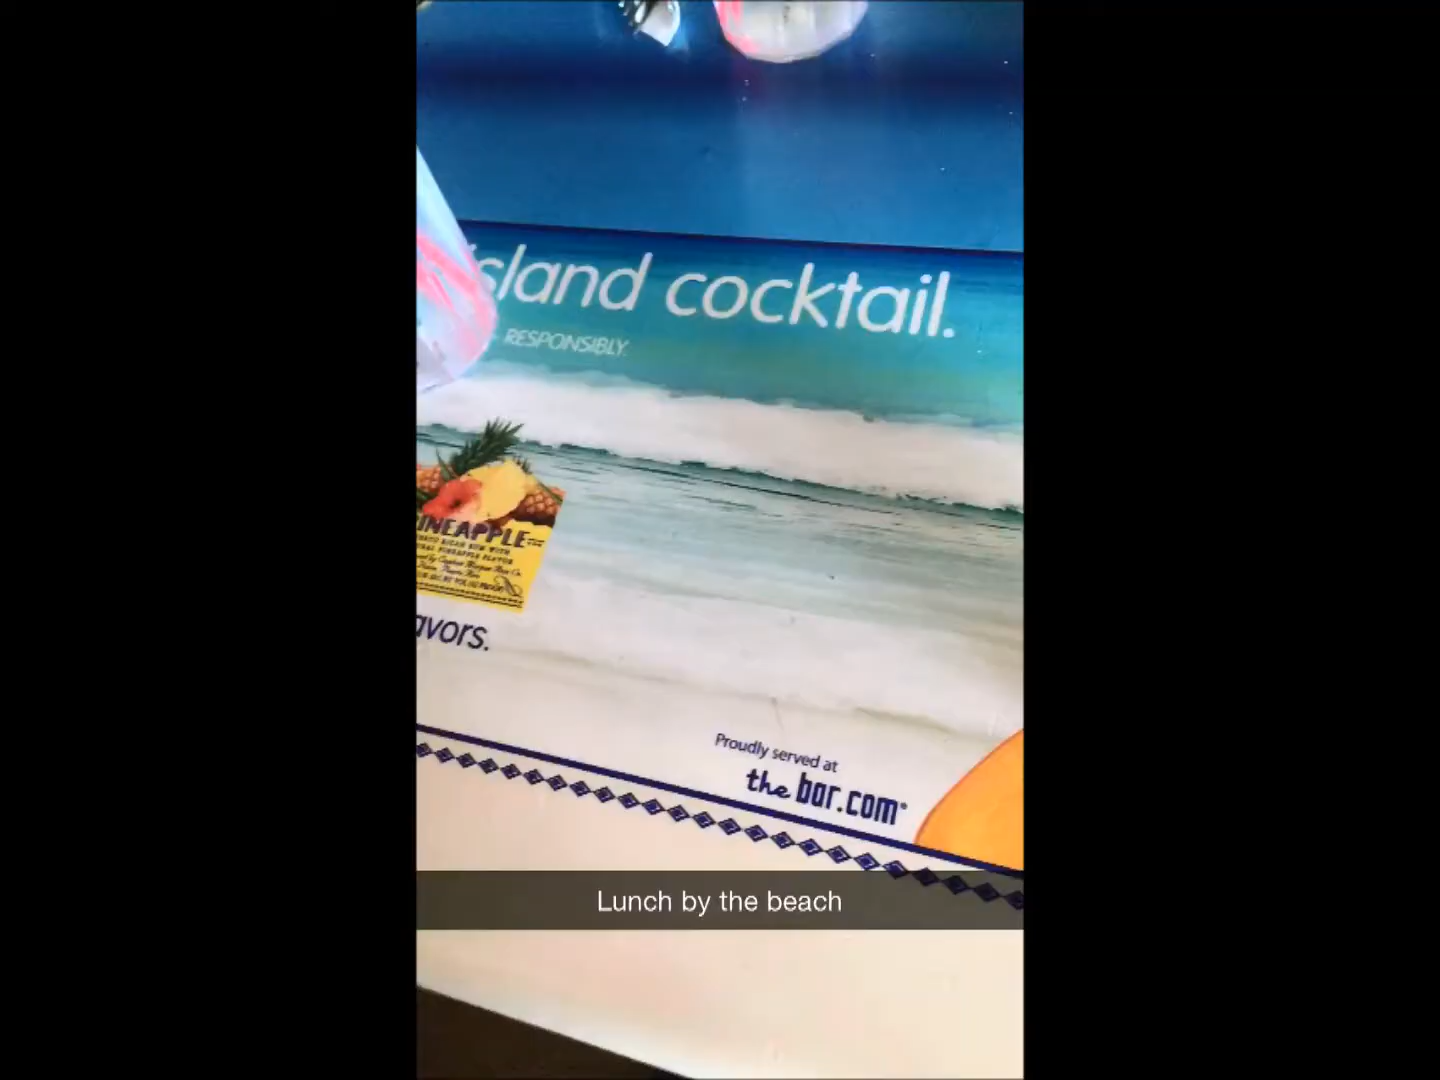 island cocktail.
RESPONSIBLY.
PINEAPPLE
avors.
Proudly served at
the bar.com®
Lunch by the beach